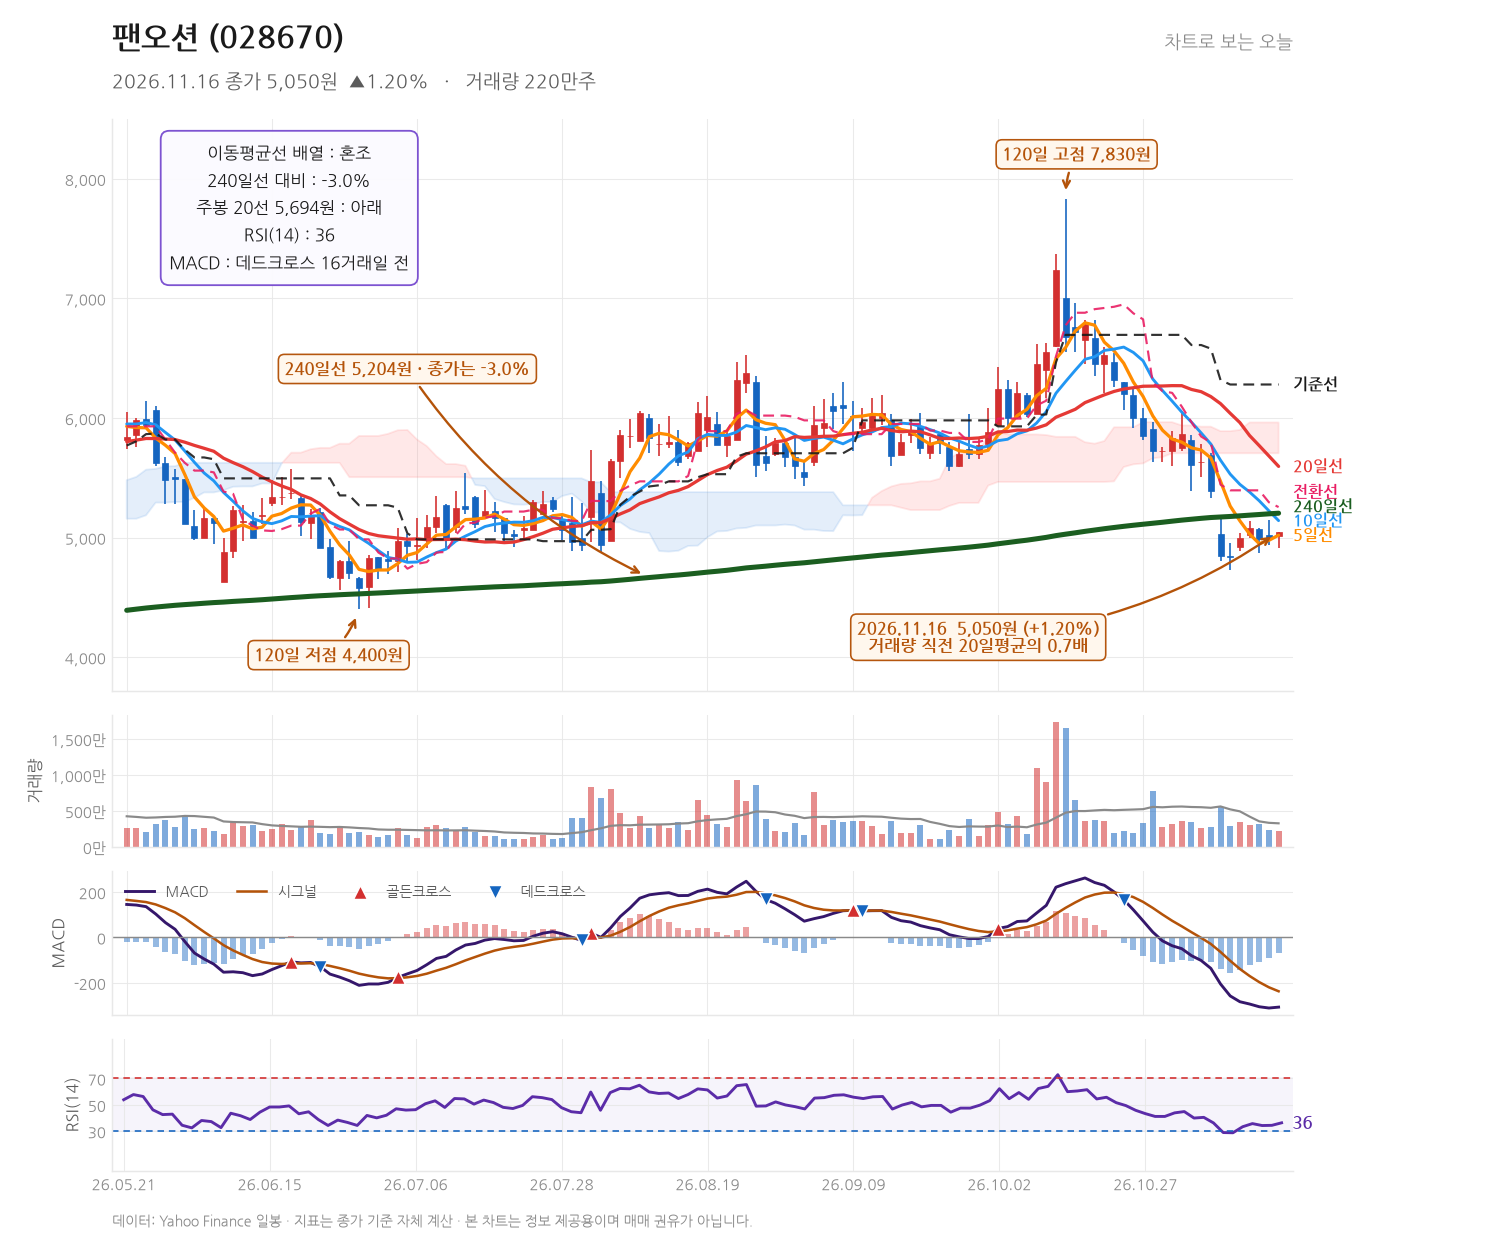 팬오션 (028670)
차트로 보는 오늘
2026.11.16 종가 5,050원 ▲1.20% · 거래량 220만주
이동평균선 배열 : 혼조
240일선 대비 : -3.0%
주봉 20선 5,694원 : 아래
RSI(14) : 36
MACD : 데드크로스 16거래일 전
120일 고점 7,830원
240일선 5,204원 · 종가는 -3.0%
120일 저점 4,400원
2026.11.16 5,050원 (+1.20%)
거래량 직전 20일평균의 0.7배
8,000
7,000
6,000
5,000
4,000
기준선
20일선
전환선
240일선
10일선
5일선
거래량
1,500만
1,000만
500만
0만
MACD
MACD
시그널
골든크로스
데드크로스
200
0
-200
RSI(14)
70
50
30
36
26.05.21
26.06.15
26.07.06
26.07.28
26.08.19
26.09.09
26.10.02
26.10.27
데이터: Yahoo Finance 일봉 · 지표는 종가 기준 자체 계산 · 본 차트는 정보 제공용이며 매매 권유가 아닙니다.